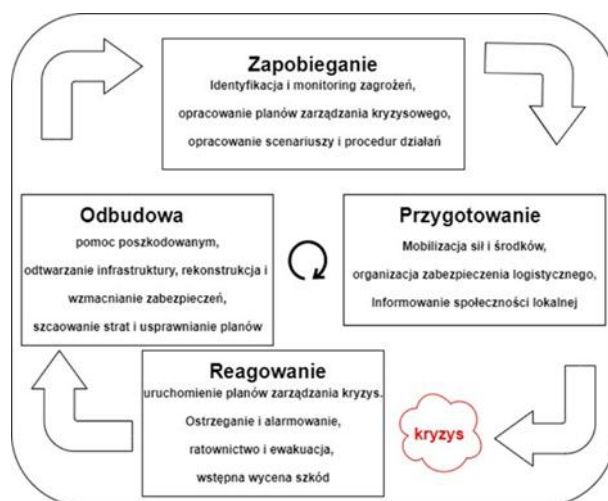 Zapobieganie
Identyfikacja i monitoring zagrożeń,
opracowanie planów zarządzania kryzysowego,
opracowanie scenariuszy i procedur działań
Odbudowa
pomoc poszkodowanym,
odtwarzanie infrastruktury, rekonstrukcja i
wzmacnianie zabezpieczeń,
szcaowanie strat i usprawnianie planów
Przygotowanie
Mobilizacja sił i środków,
organizacja zabezpieczenia logistycznego,
Informowanie społeczności lokalnej
Reagowanie
uruchomienie planów zarządzania kryzys.
Ostrzeganie i alarmowanie,
ratownictwo i ewakuacja,
wstępna wycena szkód
kryzys